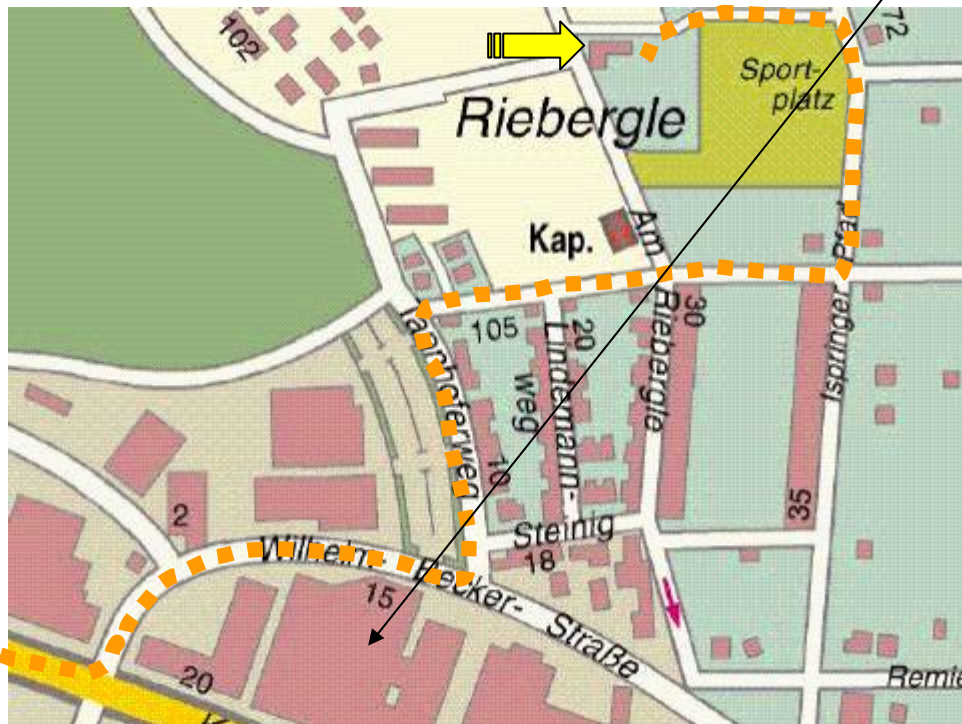 102
72
Sport-
platz
Riebergle
Kap.
Am
Riebergle
30
Pfad
Ispringer
35
105
weg
10
Lindemann-
20
Steinig
18
2
Wilhelm-
Becker-
Straße
15
20